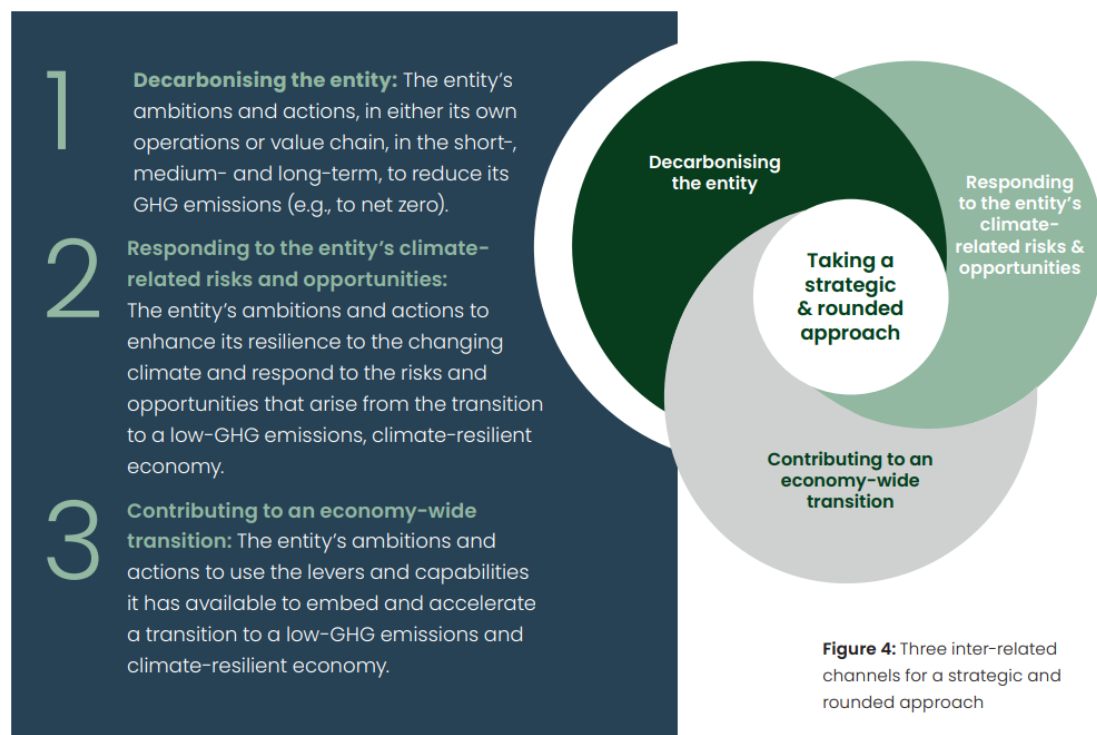 1
Decarbonising the entity: The entity’s
ambitions and actions, in either its own
operations or value chain, in the short-,
medium- and long-term, to reduce its
GHG emissions (e.g., to net zero).
2
Responding to the entity’s climate-
related risks and opportunities:
The entity’s ambitions and actions to
enhance its resilience to the changing
climate and respond to the risks and
opportunities that arise from the transition
to a low-GHG emissions, climate-resilient
economy.
3
Contributing to an economy-wide
transition: The entity’s ambitions and
actions to use the levers and capabilities
it has available to embed and accelerate
a transition to a low-GHG emissions and
climate-resilient economy.
Decarbonising
the entity
Responding
to the entity’s
climate-
related risks &
opportunities
Taking a
strategic
& rounded
approach
Contributing to an
economy-wide
transition
Figure 4: Three inter-related
channels for a strategic and
rounded approach